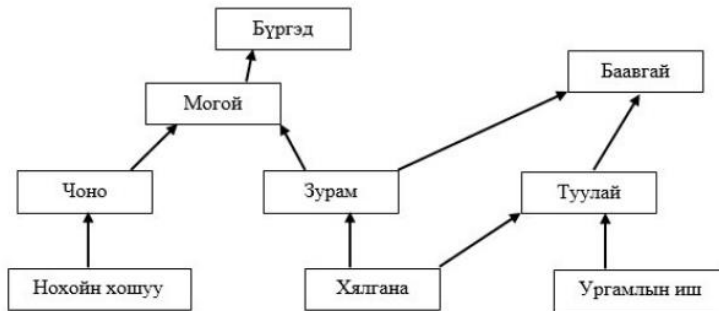 Бүргэд
Баавгай
Могой
Чоно
Зурам
Туулай
Нохойн хошуу
Хялгана
Ургамлын иш